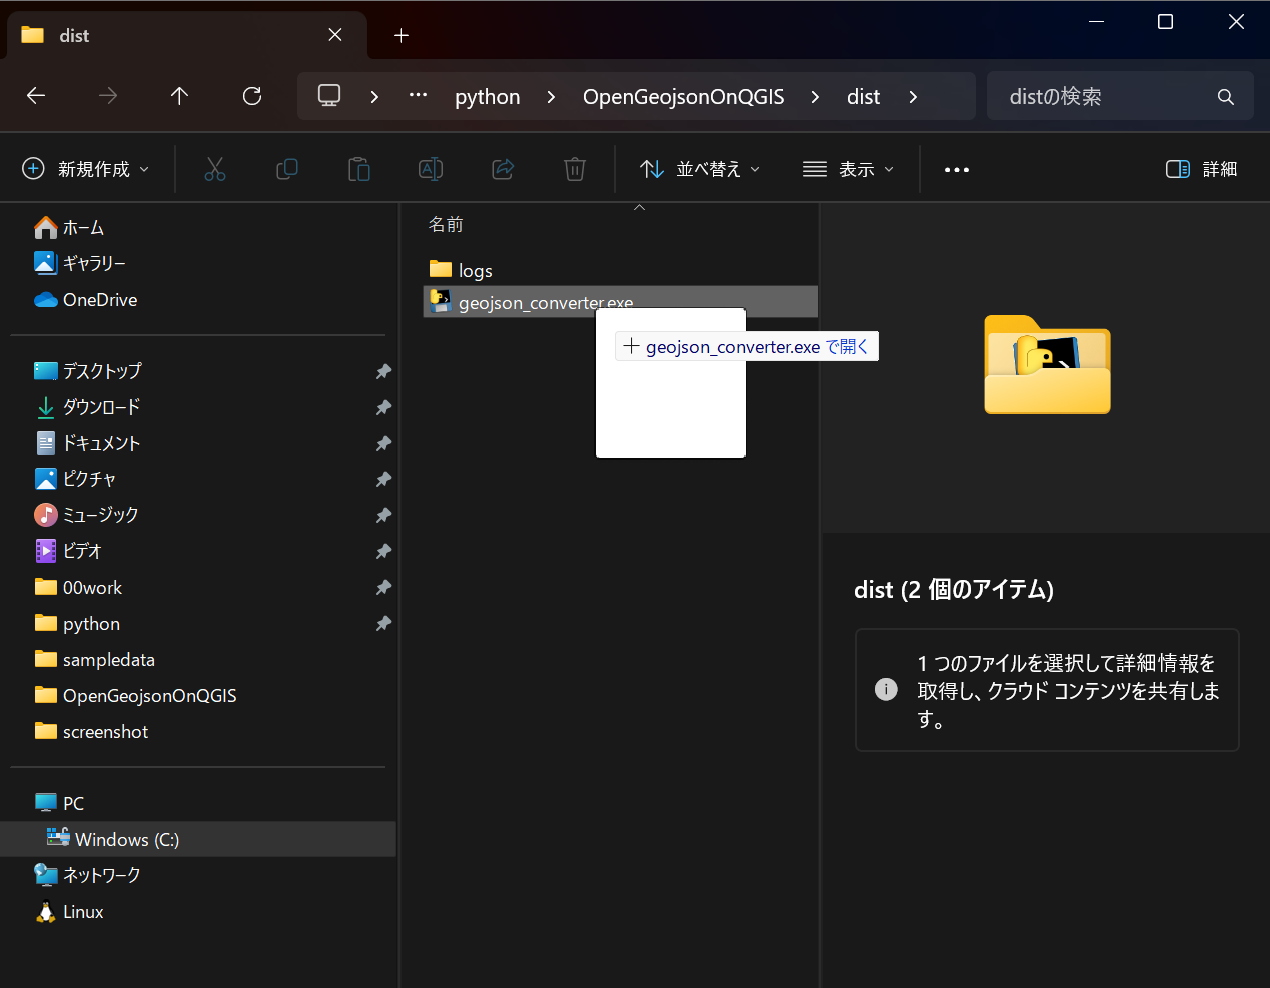 dist
python
OpenGeojsonOnQGIS
dist
distの検索
新規作成
並べ替え
表示
詳細
ホーム
ギャラリー
OneDrive
デスクトップ
ダウンロード
ドキュメント
ピクチャ
ミュージック
ビデオ
00work
python
sampledata
OpenGeojsonOnQGIS
screenshot
PC
Windows (C:)
ネットワーク
Linux
名前
logs
geojson_converter.exe
geojson_converter.exe で開く
dist (2 個のアイテム)
1 つのファイルを選択して詳細情報を
取得し、クラウド コンテンツを共有しま
す。